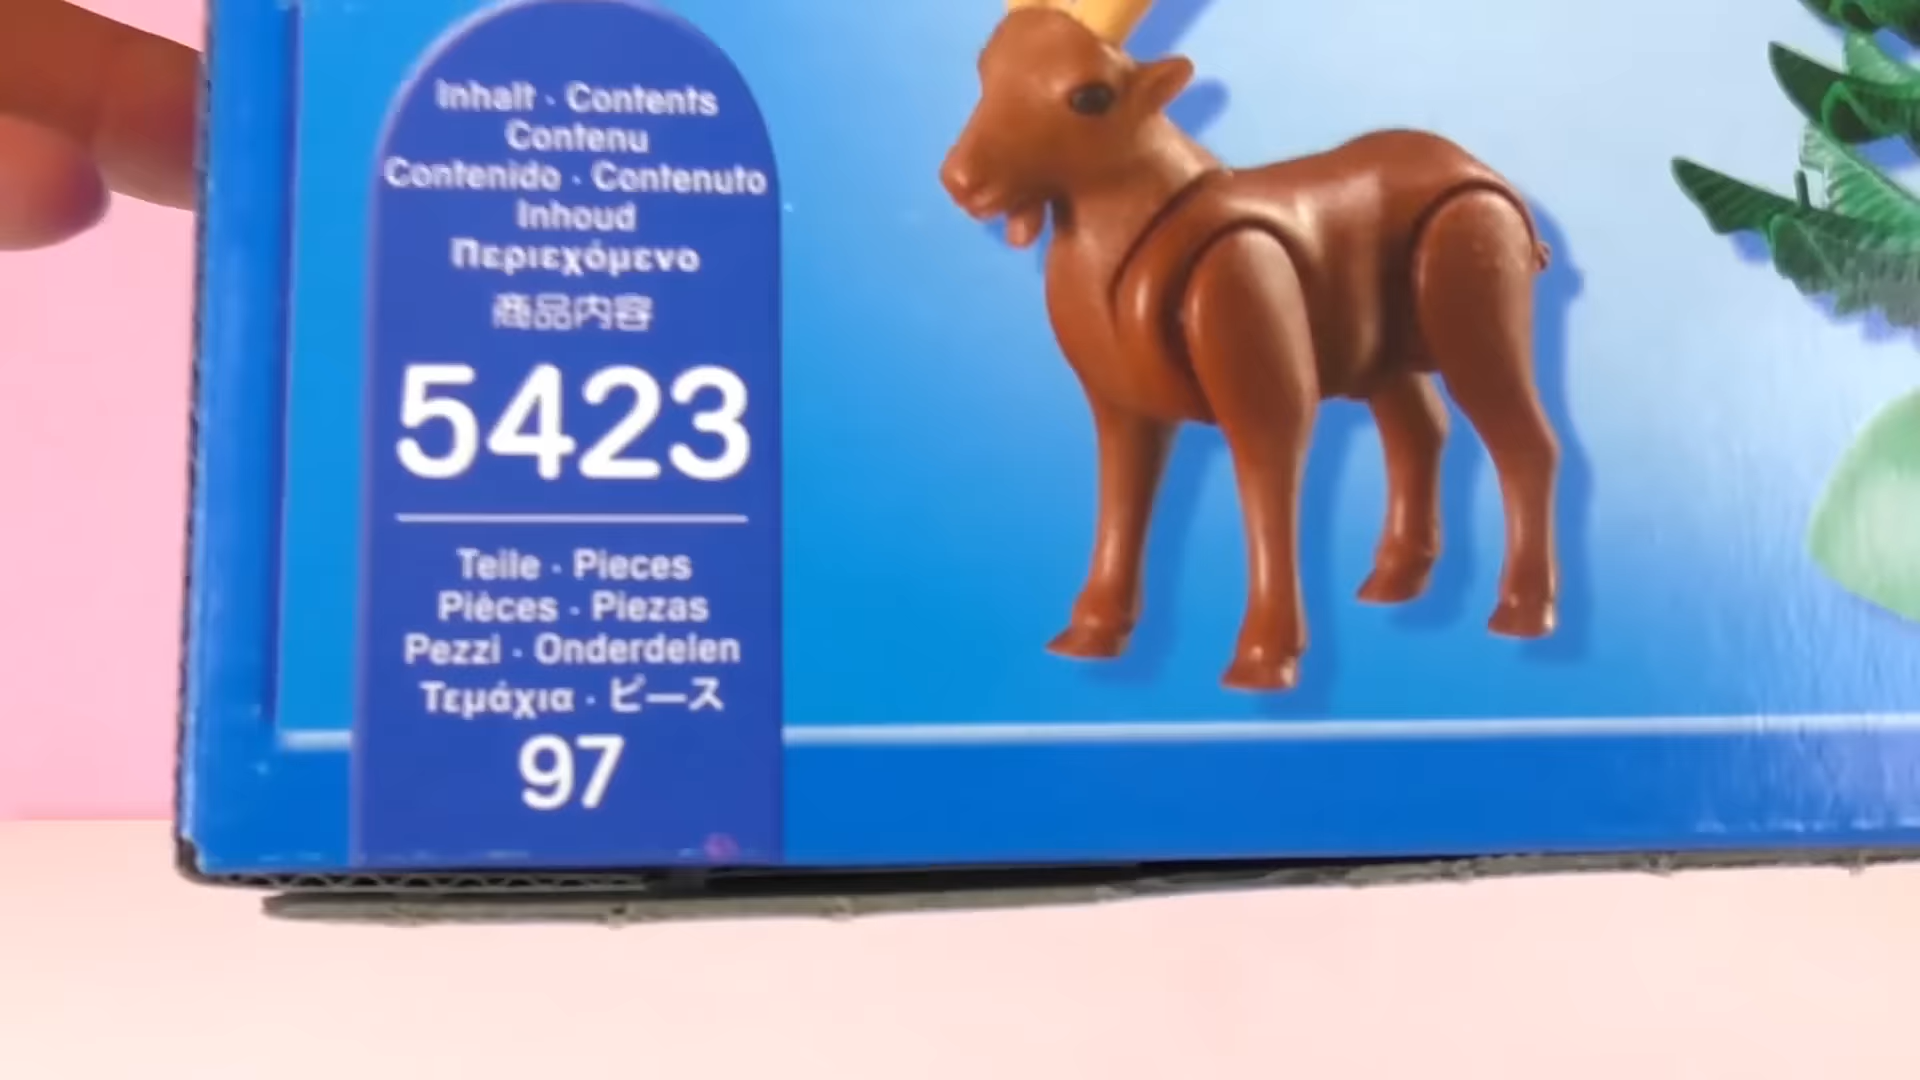 Inhalt · Contents
Contenu
Contenido · Contenuto
Inhoud
Περιεχόμενο
商品内容
5423
Teile · Pieces
Pièces · Piezas
Pezzi · Onderdelen
Τεμάχια · ピース
97